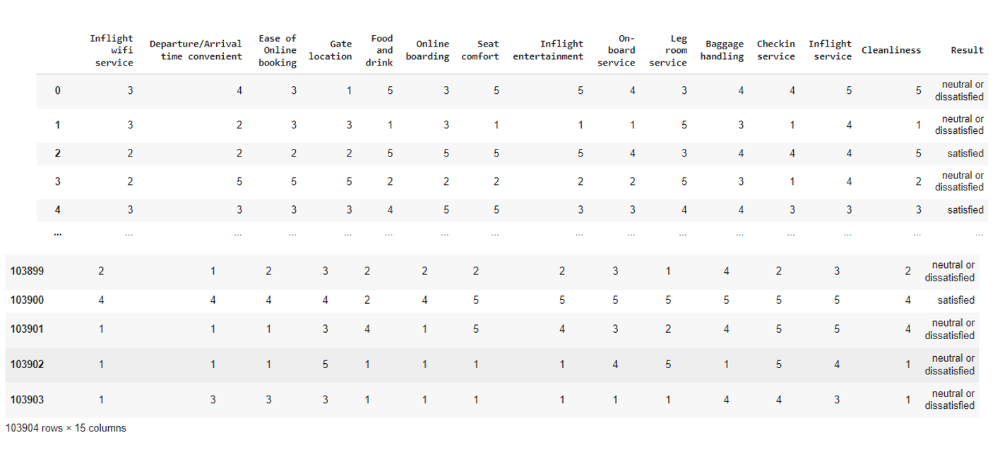 Inflight wifi service Departure/Arrival time convenient Ease of Online booking Gate location Food and drink Online boarding Seat comfort Inflight entertainment On-board service Leg room service Baggage handling Checkin service Inflight service Cleanliness Result
0 3 4 3 1 5 3 5 5 4 3 4 4 5 5 neutral or dissatisfied
1 3 2 3 3 1 3 1 1 1 5 3 1 4 1 neutral or dissatisfied
2 2 2 2 2 5 5 5 5 4 3 4 4 4 5 satisfied
3 2 5 5 5 2 2 2 2 2 5 3 1 4 2 neutral or dissatisfied
4 3 3 3 3 4 5 5 3 3 4 4 3 3 3 satisfied
... ... ... ... ... ... ... ... ... ... ... ... ... ... ... ...
103899 2 1 2 3 2 2 2 2 3 1 4 2 3 2 neutral or dissatisfied
103900 4 4 4 4 2 4 5 5 5 5 5 5 5 4 satisfied
103901 1 1 1 3 4 1 5 4 3 2 4 5 5 4 neutral or dissatisfied
103902 1 1 1 5 1 1 1 1 4 5 1 5 4 1 neutral or dissatisfied
103903 1 3 3 3 1 1 1 1 1 1 4 4 3 1 neutral or dissatisfied
103904 rows × 15 columns